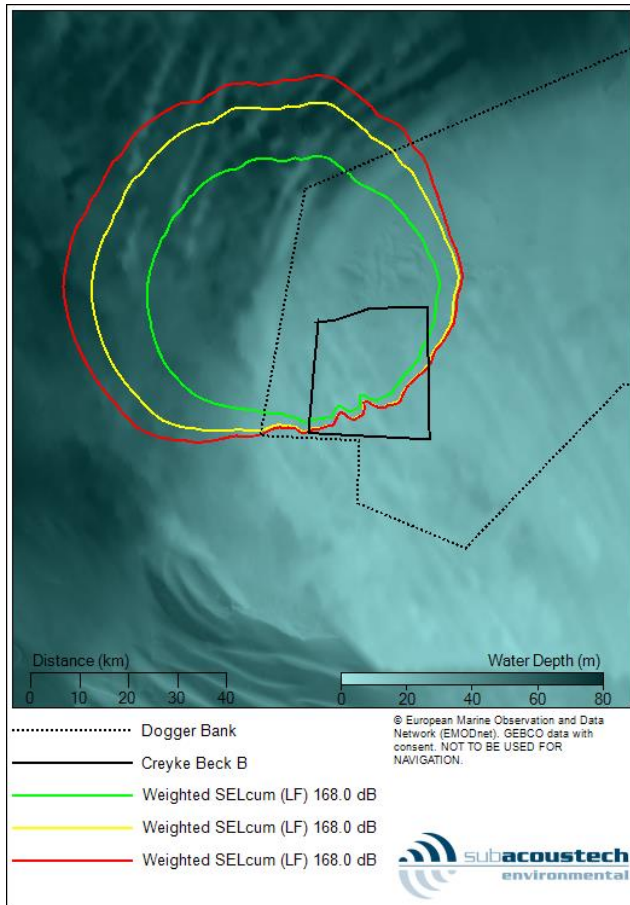 Distance (km)
0 10 20 30 40
Water Depth (m)
0 20 40 60 80
Dogger Bank
Creyke Beck B
Weighted SELcum (LF) 168.0 dB
Weighted SELcum (LF) 168.0 dB
Weighted SELcum (LF) 168.0 dB
© European Marine Observation and Data
Network (EMODnet). GEBCO data with
consent. NOT TO BE USED FOR
NAVIGATION.
subacoustech
environmental